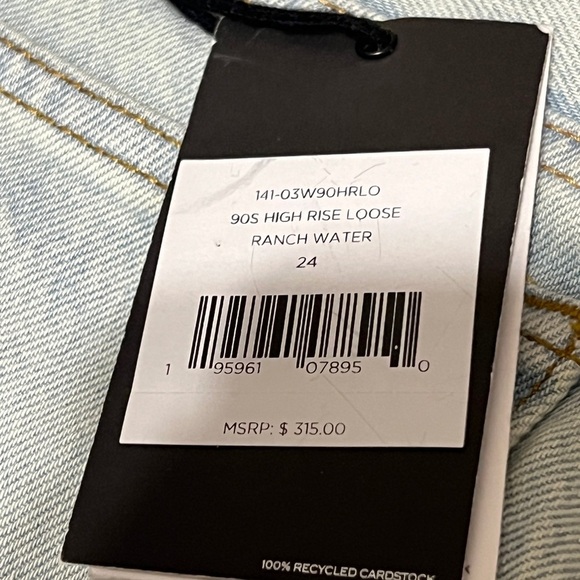 141-03W90HRLO
90S HIGH RISE LOOSE
RANCH WATER
24
1 95961 07895 0
MSRP: $ 315.00
100% RECYCLED CARDSTOCK